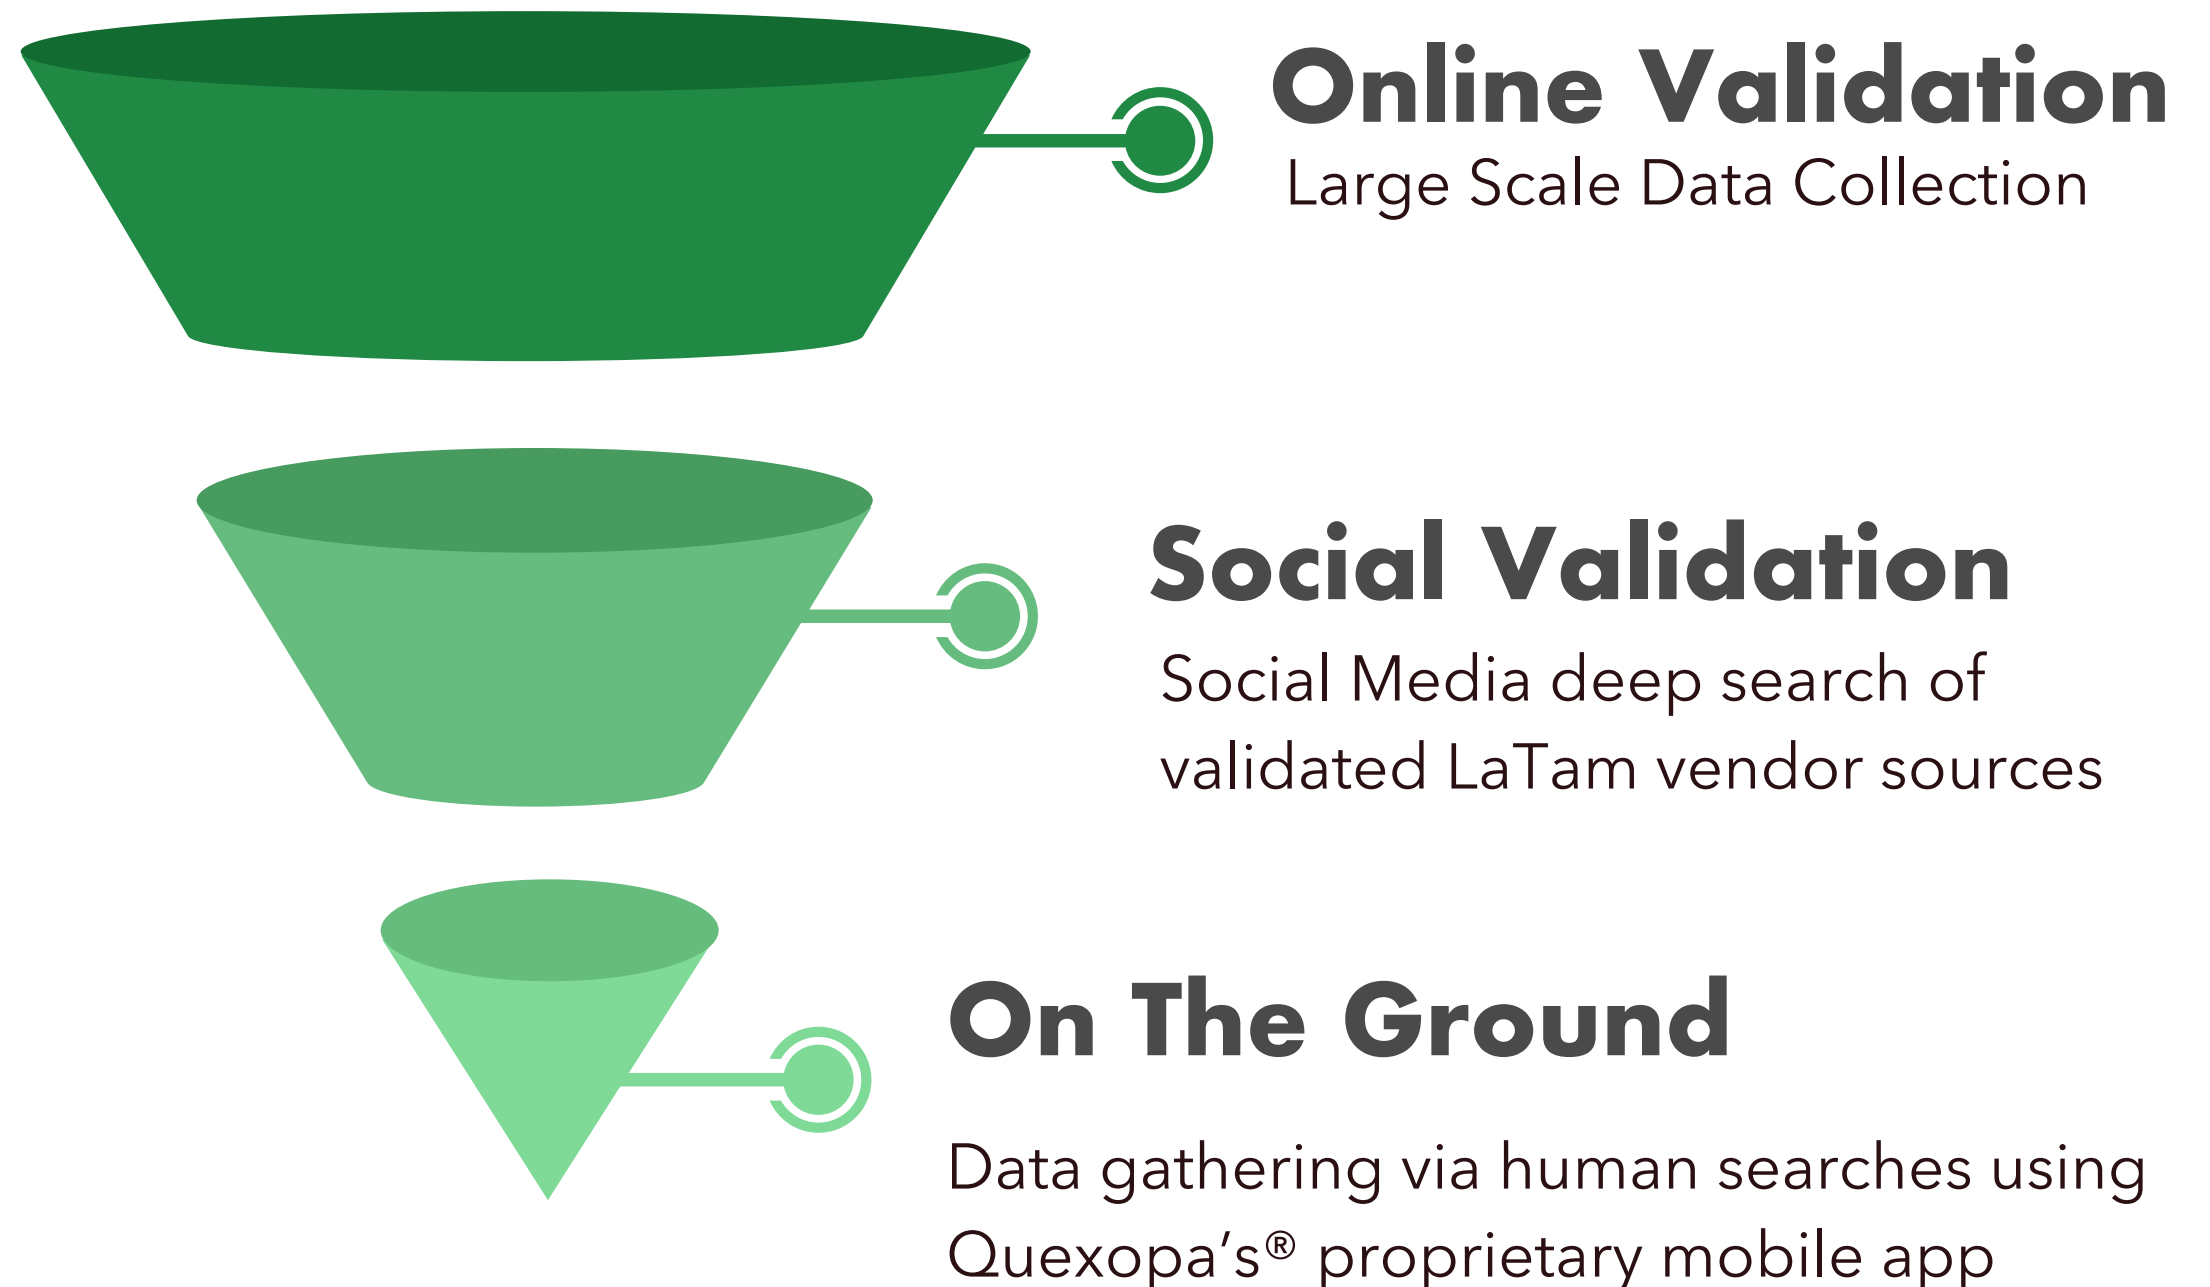 Online Validation
Large Scale Data Collection
Social Validation
Social Media deep search of
validated LaTam vendor sources
On The Ground
Data gathering via human searches using
Quexopa’s® proprietary mobile app